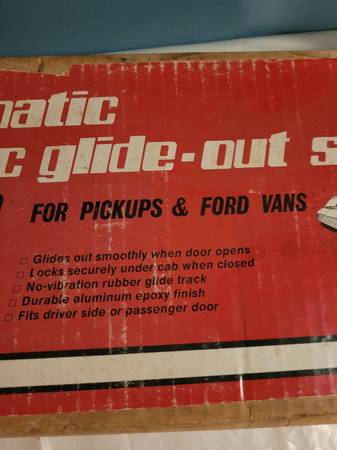 matic
c glide-out s
FOR PICKUPS & FORD VANS
□ Glides out smoothly when door opens
□ Locks securely under cab when closed
□ No-vibration rubber glide track
□ Durable aluminum epoxy finish
□ Fits driver side or passenger door